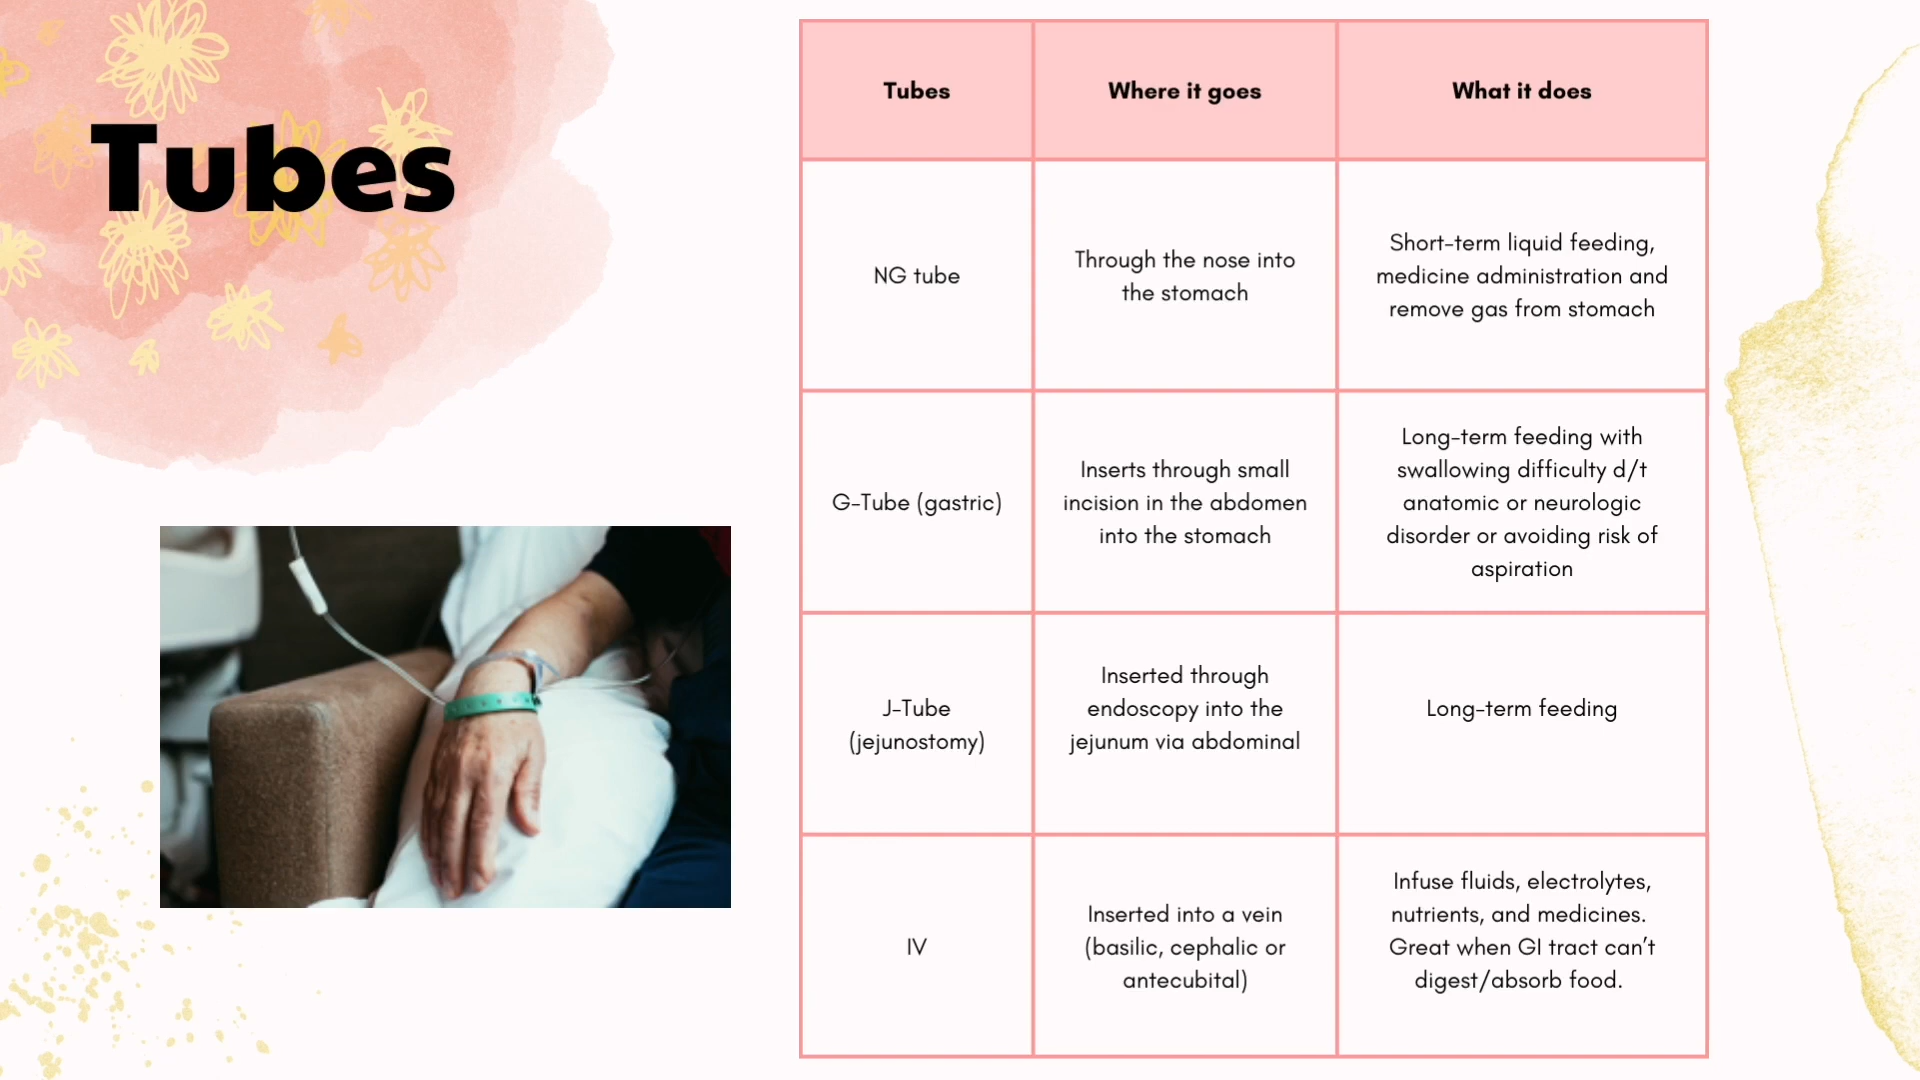 Tubes
Tubes
Where it goes
What it does
NG tube
Through the nose into
the stomach
Short-term liquid feeding,
medicine administration and
remove gas from stomach
G-Tube (gastric)
Inserts through small
incision in the abdomen
into the stomach
Long-term feeding with
swallowing difficulty d/t
anatomic or neurologic
disorder or avoiding risk of
aspiration
J-Tube
(jejunostomy)
Inserted through
endoscopy into the
jejunum via abdominal
Long-term feeding
IV
Inserted into a vein
(basilic, cephalic or
antecubital)
Infuse fluids, electrolytes,
nutrients, and medicines.
Great when GI tract can’t
digest/absorb food.